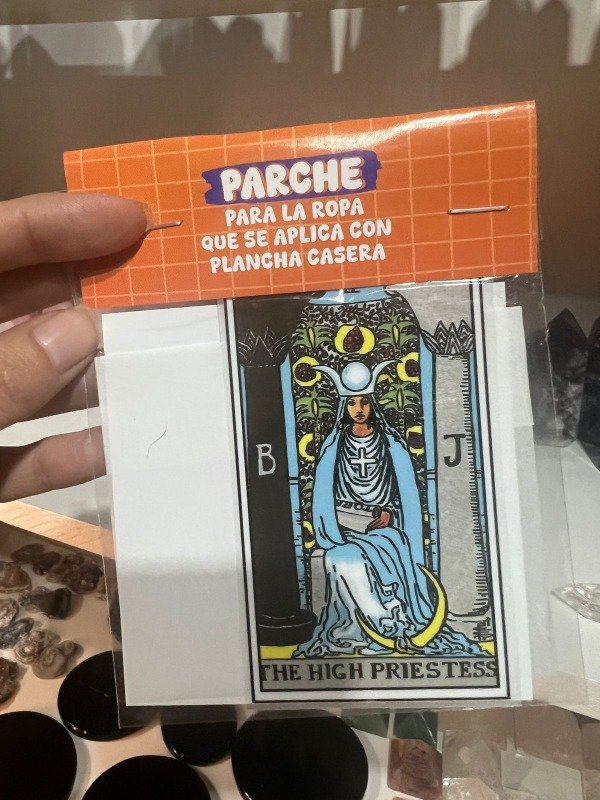 PARCHE
PARA LA ROPA
QUE SE APLICA CON
PLANCHA CASERA
B J
THE HIGH PRIESTESS